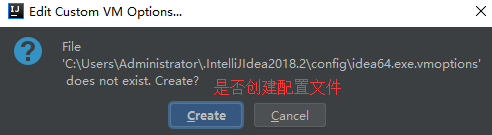 Edit Custom VM Options...
File
'C:\Users\Administrator\.IntelliJIdea2018.2\config\idea64.exe.vmoptions'
does not exist. Create?
是否创建配置文件
Create
Cancel